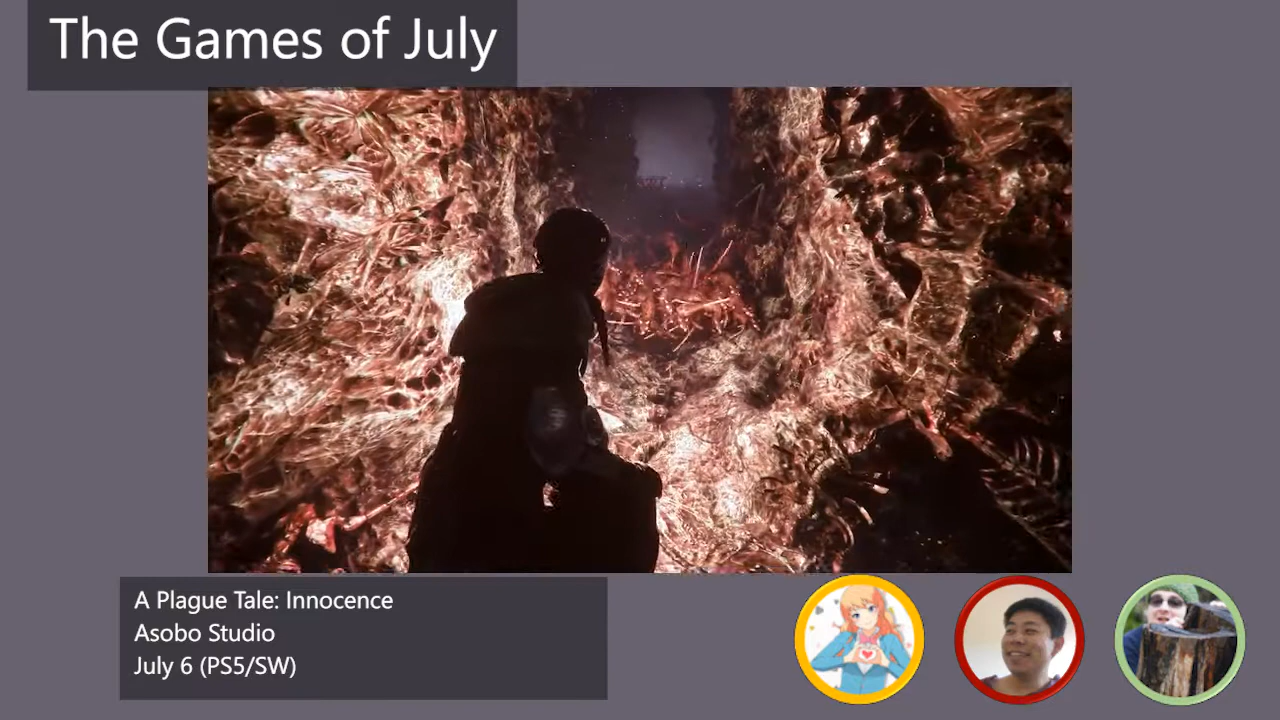 The Games of July
A Plague Tale: Innocence
Asobo Studio
July 6 (PS5/SW)